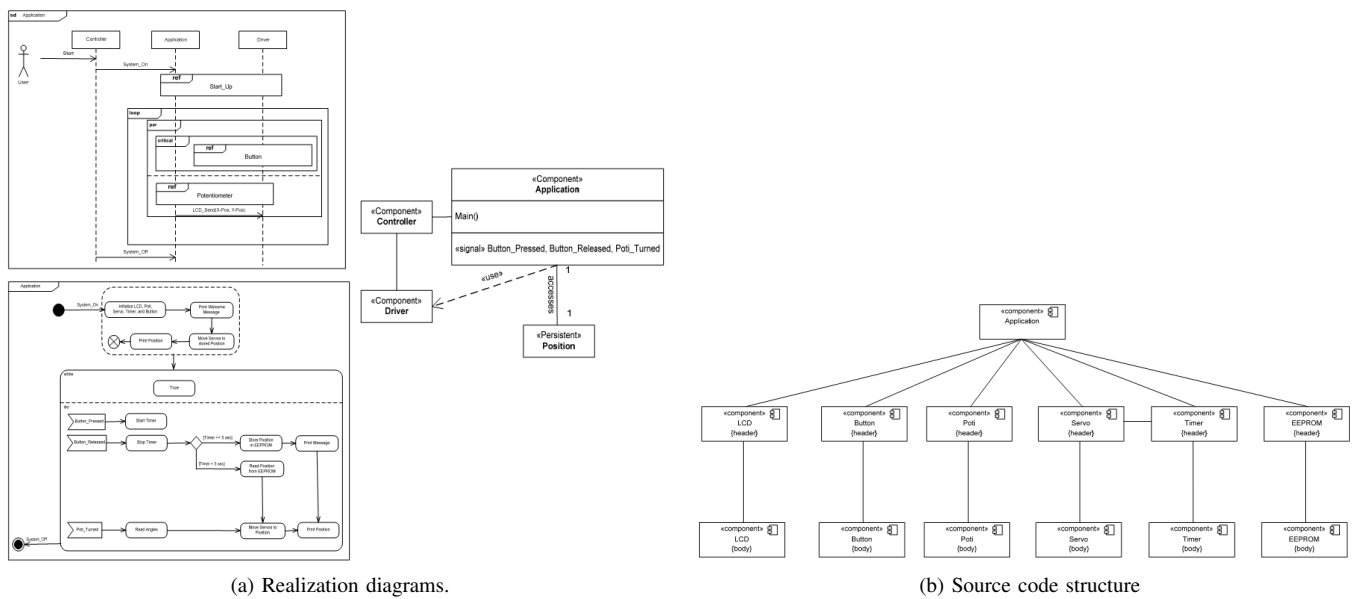 sd Application
Controller
Application
Driver
User
Start
System_On
ref
Start_Up
loop
par
critical
ref
Button
ref
Potentiometer
LCD_Send(X-Pos, Y-Pos)
System_Off
«Component»
Application
Main()
«signal» Button_Pressed, Button_Released, Poti_Turned
«Component»
Controller
«Component»
Driver
«use»
1
accesses
1
«Persistent»
Position
Application
System_On
Initialize LCD, Poti,
Servo, Timer, and Button
Print Welcome
Message
Print Position
Move Servos to
stored Position
while
True
do
Button_Pressed
Start Timer
Button_Released
Stop Timer
Store Position
in EEPROM
Print Message
Read Position
from EEPROM
Poti_Turned
Read Angles
Move Servos to
Position
Print Position
System_Off
(a) Realization diagrams.
«component»
Application
«component»
LCD
{header}
«component»
Button
{header}
«component»
Poti
{header}
«component»
Servo
{header}
«component»
Timer
{header}
«component»
EEPROM
{header}
«component»
LCD
{body}
«component»
Button
{body}
«component»
Poti
{body}
«component»
Servo
{body}
«component»
Timer
{body}
«component»
EEPROM
{body}
(b) Source code structure